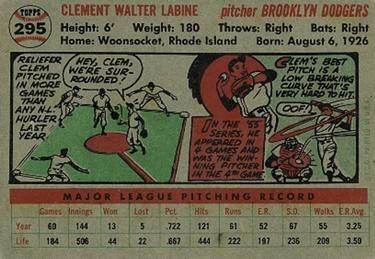 TOPPS
295
CLEMENT WALTER LABINE pitcher BROOKLYN DODGERS
Height: 6' Weight: 180 Throws: Right Bats: Right
Home: Woonsocket, Rhode Island Born: August 6, 1926
RELIEFER CLEM
PITCHED
IN MORE
GAMES
THAN
ANY N.L.
HURLER
LAST
YEAR.
HEY, CLEM,
WE'RE SUR-
ROUNDED!
IN THE '55
SERIES, HE
APPEARED IN
4 GAMES AND
WAS THE WIN-
NING PITCHER IN
THE 4TH GAME.
CLEM'S BEST
PITCH IS A
LOW BREAKING
CURVE THAT'S
VERY HARD TO HIT.
OOF!
MAJOR LEAGUE PITCHING RECORD
Games Innings Won Lost Pct. Hits Runs E.R. S.O. Walks E.R.Avg.
Year 60 144 13 5 .722 121 61 52 67 55 3.25
Life 184 506 44 22 .667 444 222 197 236 209 3.50